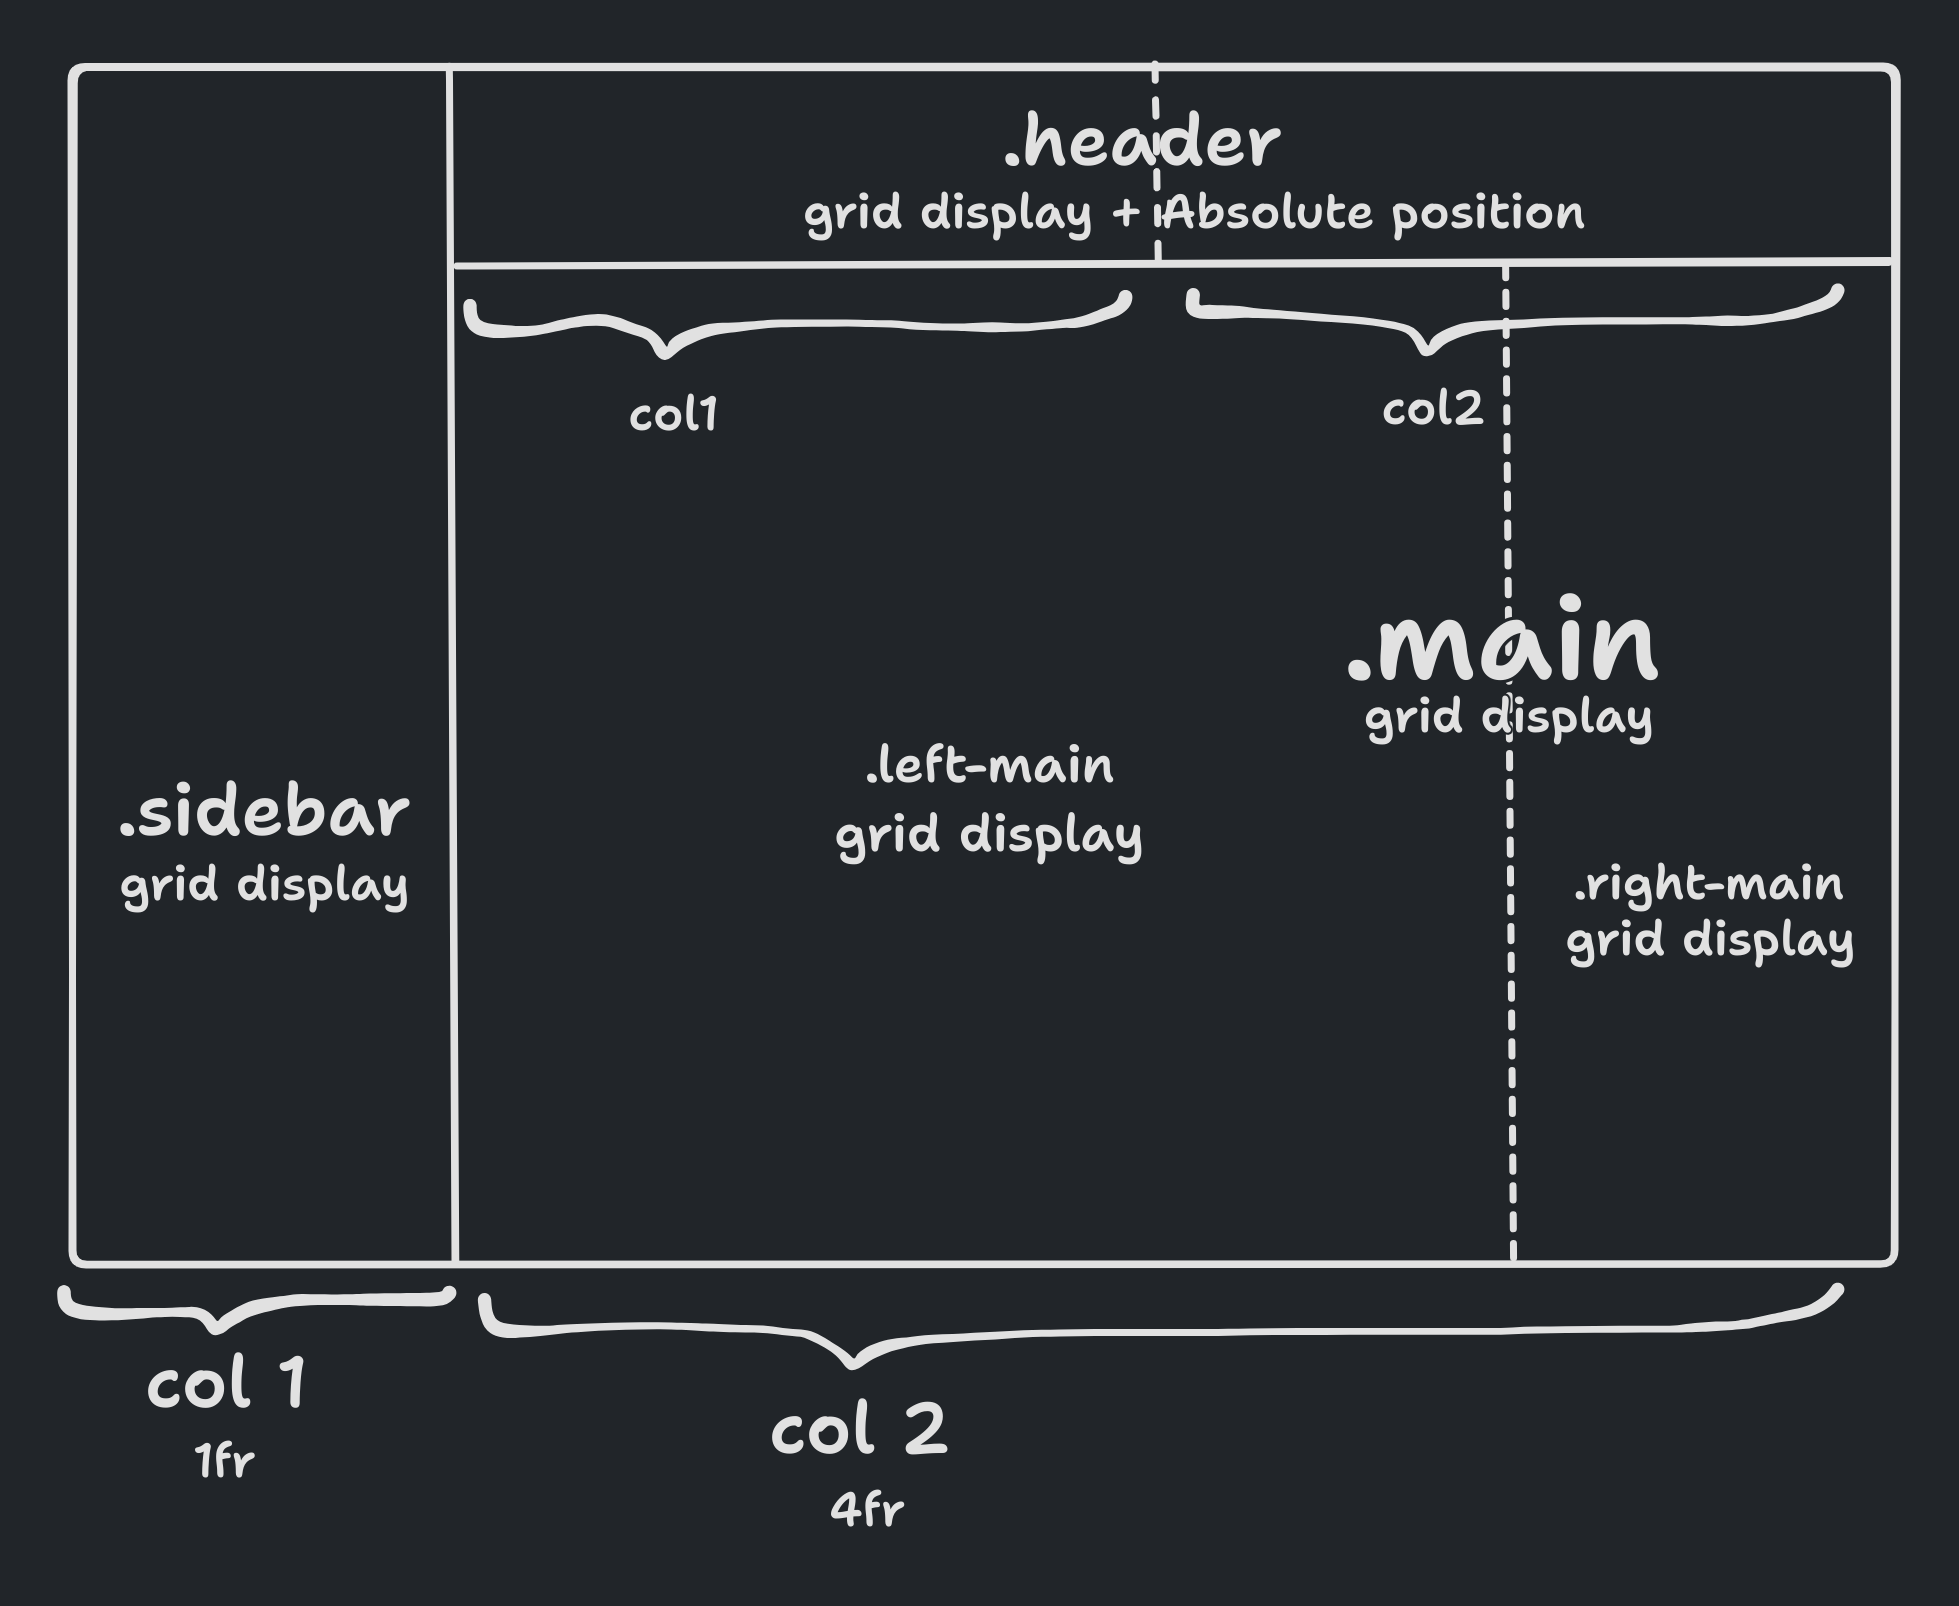 .header
grid display + Absolute position
col1
col2
.main
grid display
.left-main
grid display
.sidebar
grid display
.right-main
grid display
col 1
1fr
col 2
4fr